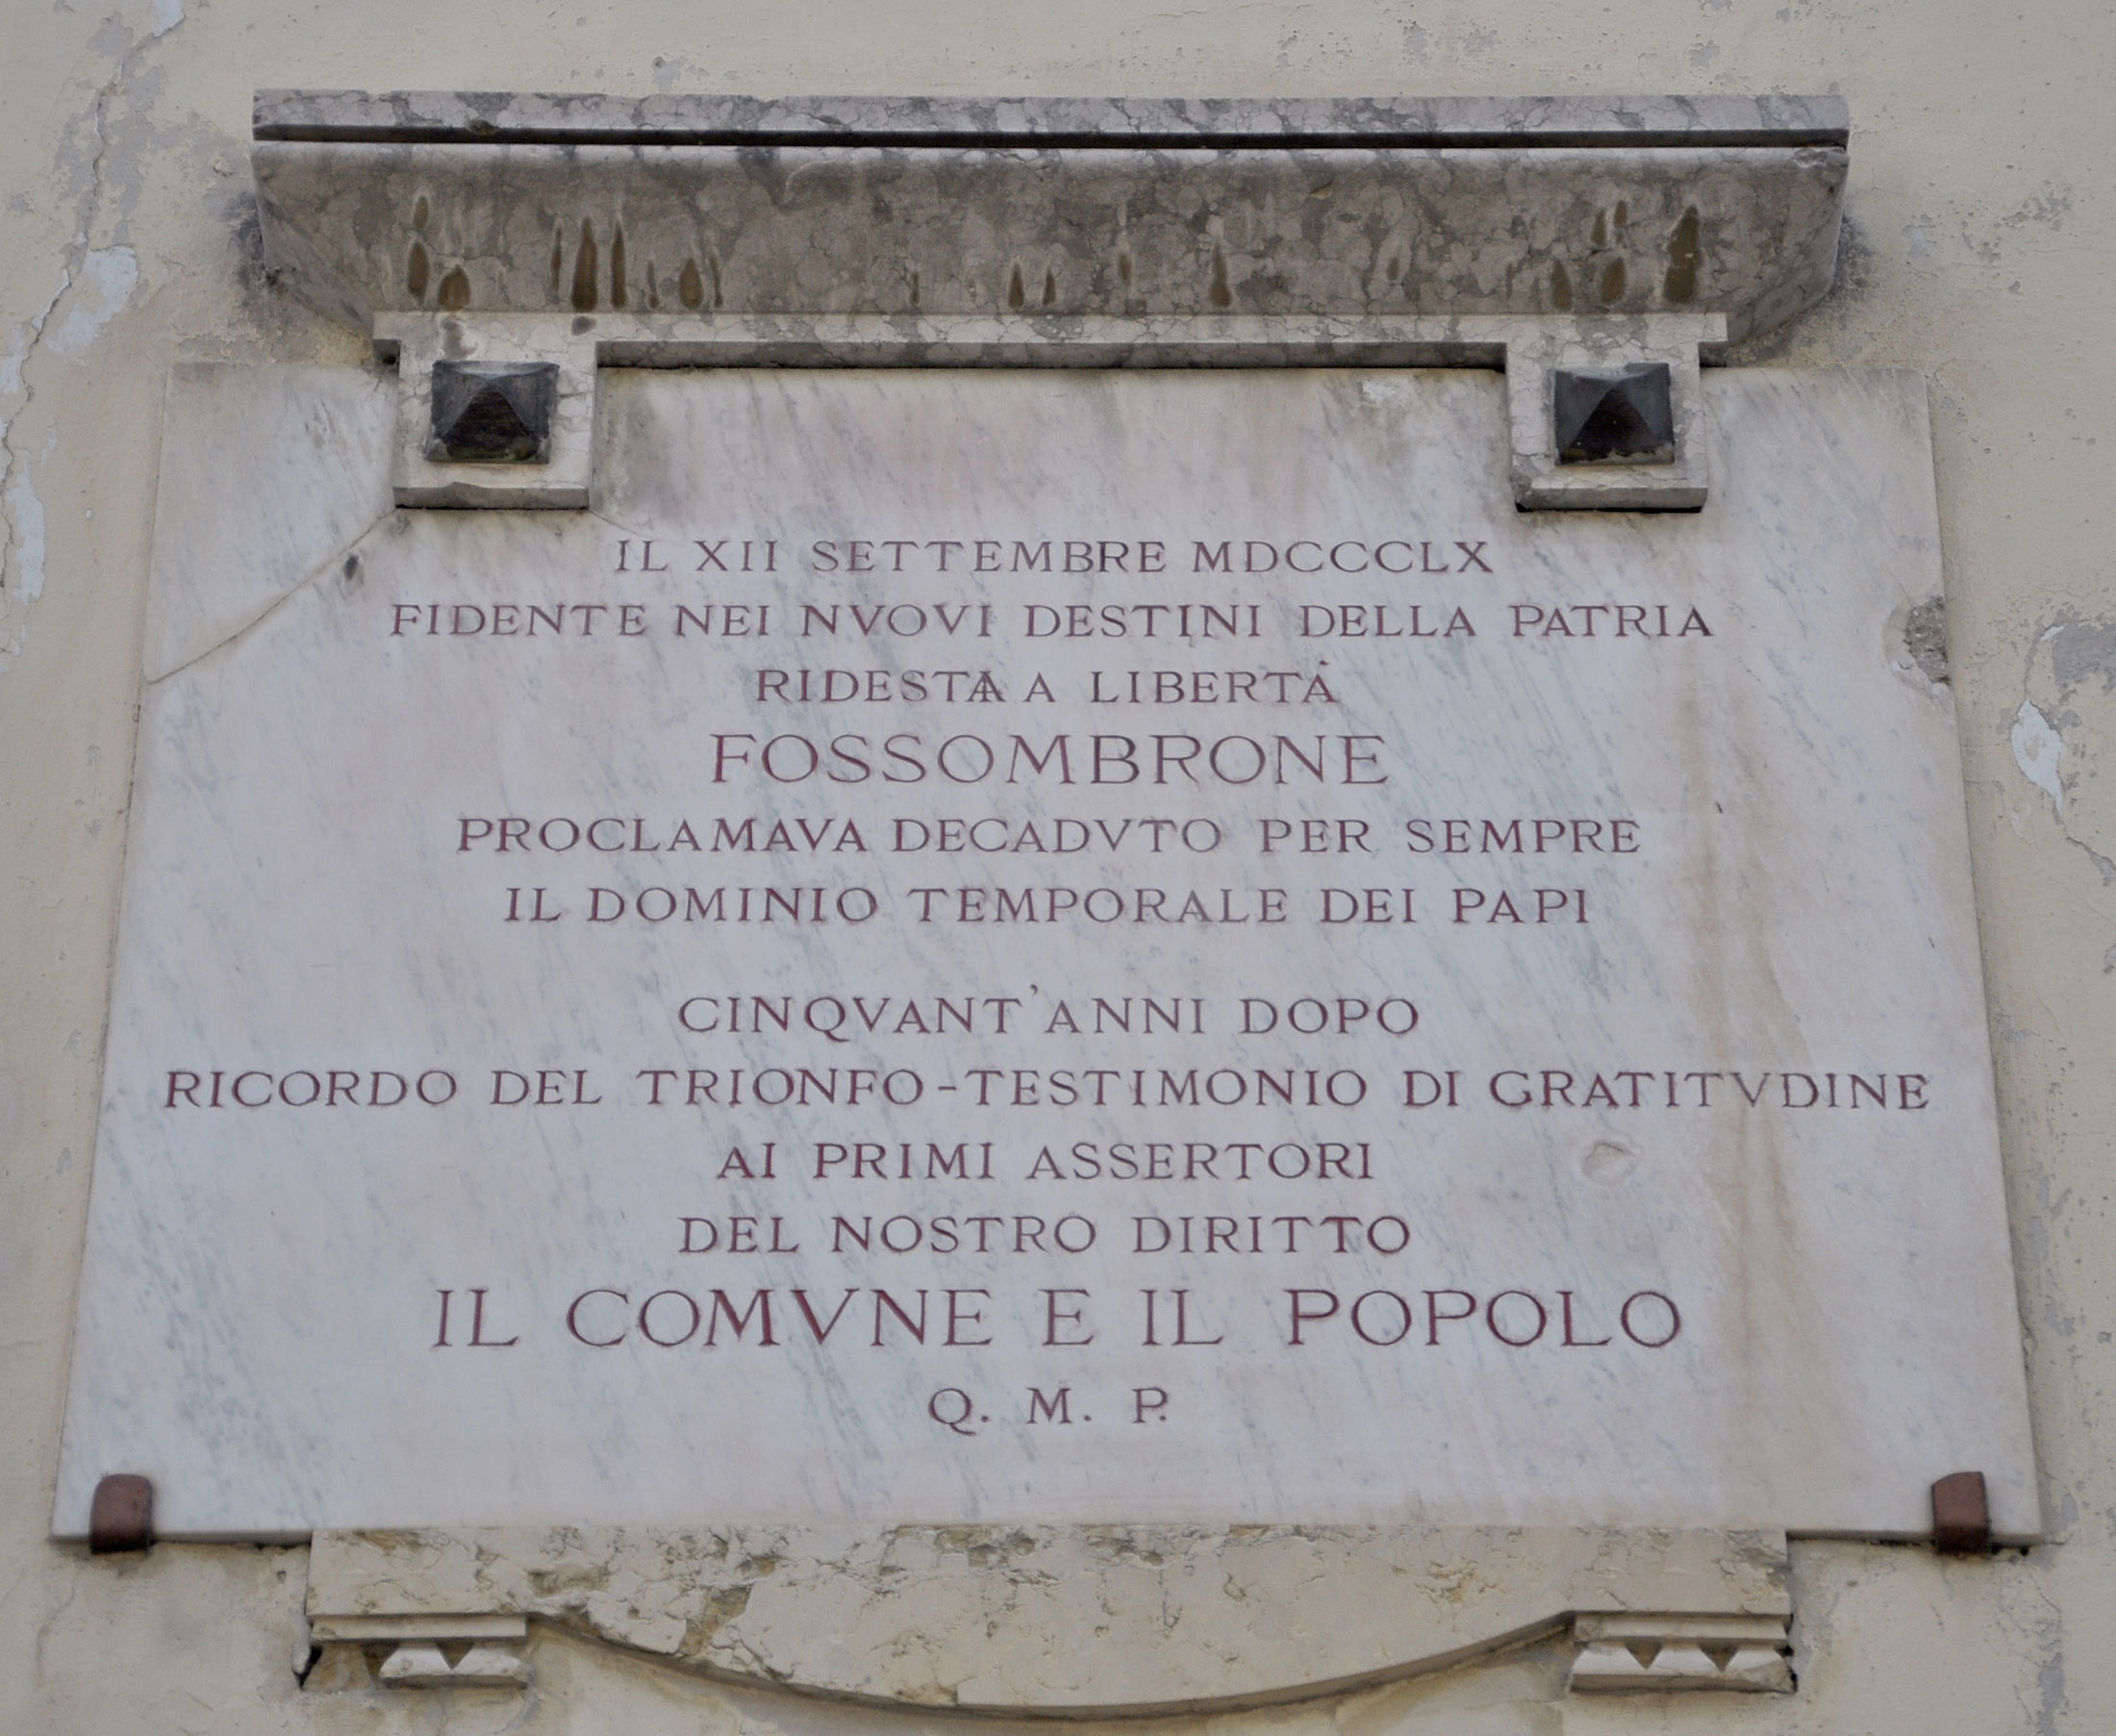 IL XII SETTEMBRE MDCCCLX
FIDENTE NEI NVOVI DESTINI DELLA PATRIA
RIDESTA A LIBERTÀ
FOSSOMBRONE
PROCLAMAVA DECADVTO PER SEMPRE
IL DOMINIO TEMPORALE DEI PAPI
CINQVANT'ANNI DOPO
RICORDO DEL TRIONFO-TESTIMONIO DI GRATITVDINE
AI PRIMI ASSERTORI
DEL NOSTRO DIRITTO
IL COMVNE E IL POPOLO
Q. M. P.